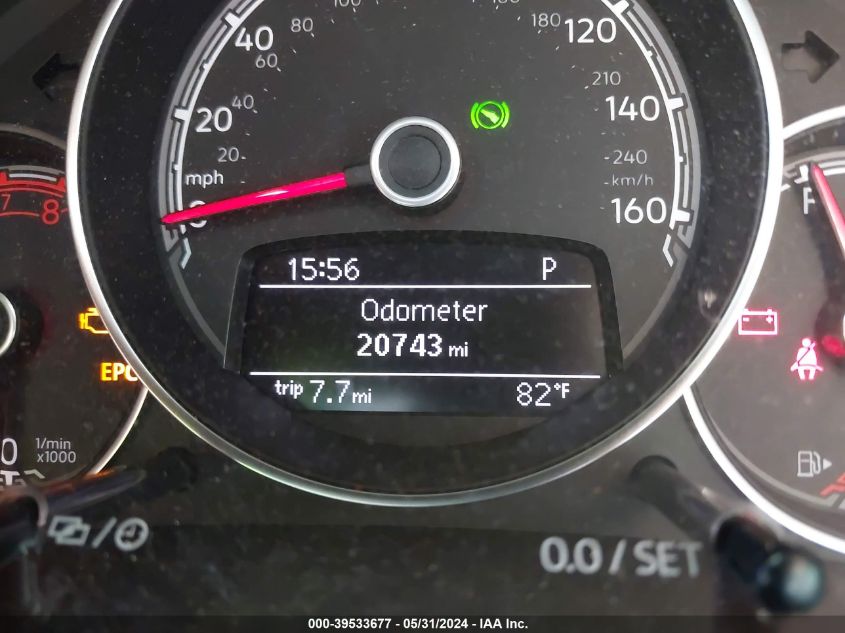 100
80
40
60
180
120
210
140
20
40
20
mph
240
km/h
160
7 8
15:56 P
Odometer
20743 mi
trip 7.7 mi 82°F
EPC
1/min
x1000
0.0 / SET
000-39533677 - 05/31/2024 - IAA Inc.